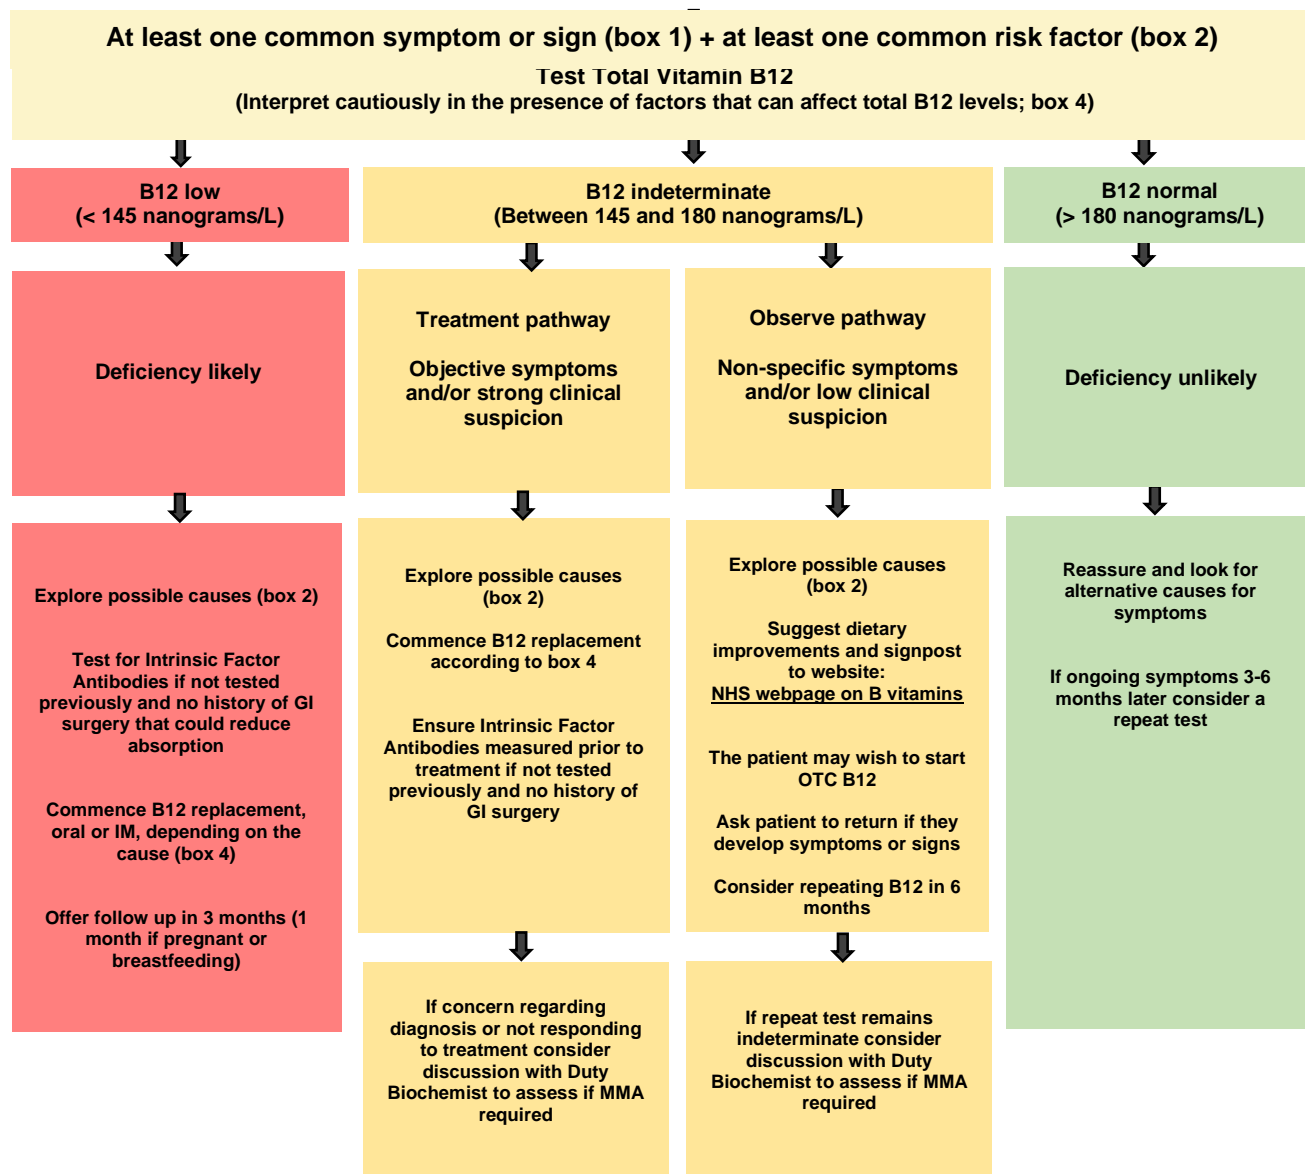 At least one common symptom or sign (box 1) + at least one common risk factor (box 2)
Test Total Vitamin B12
(Interpret cautiously in the presence of factors that can affect total B12 levels; box 4)
B12 low
(< 145 nanograms/L)
B12 indeterminate
(Between 145 and 180 nanograms/L)
B12 normal
(> 180 nanograms/L)
Deficiency likely
Treatment pathway
Objective symptoms
and/or strong clinical
suspicion
Observe pathway
Non-specific symptoms
and/or low clinical
suspicion
Deficiency unlikely
Explore possible causes (box 2)
Test for Intrinsic Factor
Antibodies if not tested
previously and no history of GI
surgery that could reduce
absorption
Commence B12 replacement,
oral or IM, depending on the
cause (box 4)
Offer follow up in 3 months (1
month if pregnant or
breastfeeding)
Explore possible causes
(box 2)
Commence B12 replacement
according to box 4
Ensure Intrinsic Factor
Antibodies measured prior to
treatment if not tested
previously and no history of
GI surgery
Explore possible causes
(box 2)
Suggest dietary
improvements and signpost
to website:
NHS webpage on B vitamins
The patient may wish to start
OTC B12
Ask patient to return if they
develop symptoms or signs
Consider repeating B12 in 6
months
Reassure and look for
alternative causes for
symptoms
If ongoing symptoms 3-6
months later consider a
repeat test
If concern regarding
diagnosis or not responding
to treatment consider
discussion with Duty
Biochemist to assess if MMA
required
If repeat test remains
indeterminate consider
discussion with Duty
Biochemist to assess if MMA
required